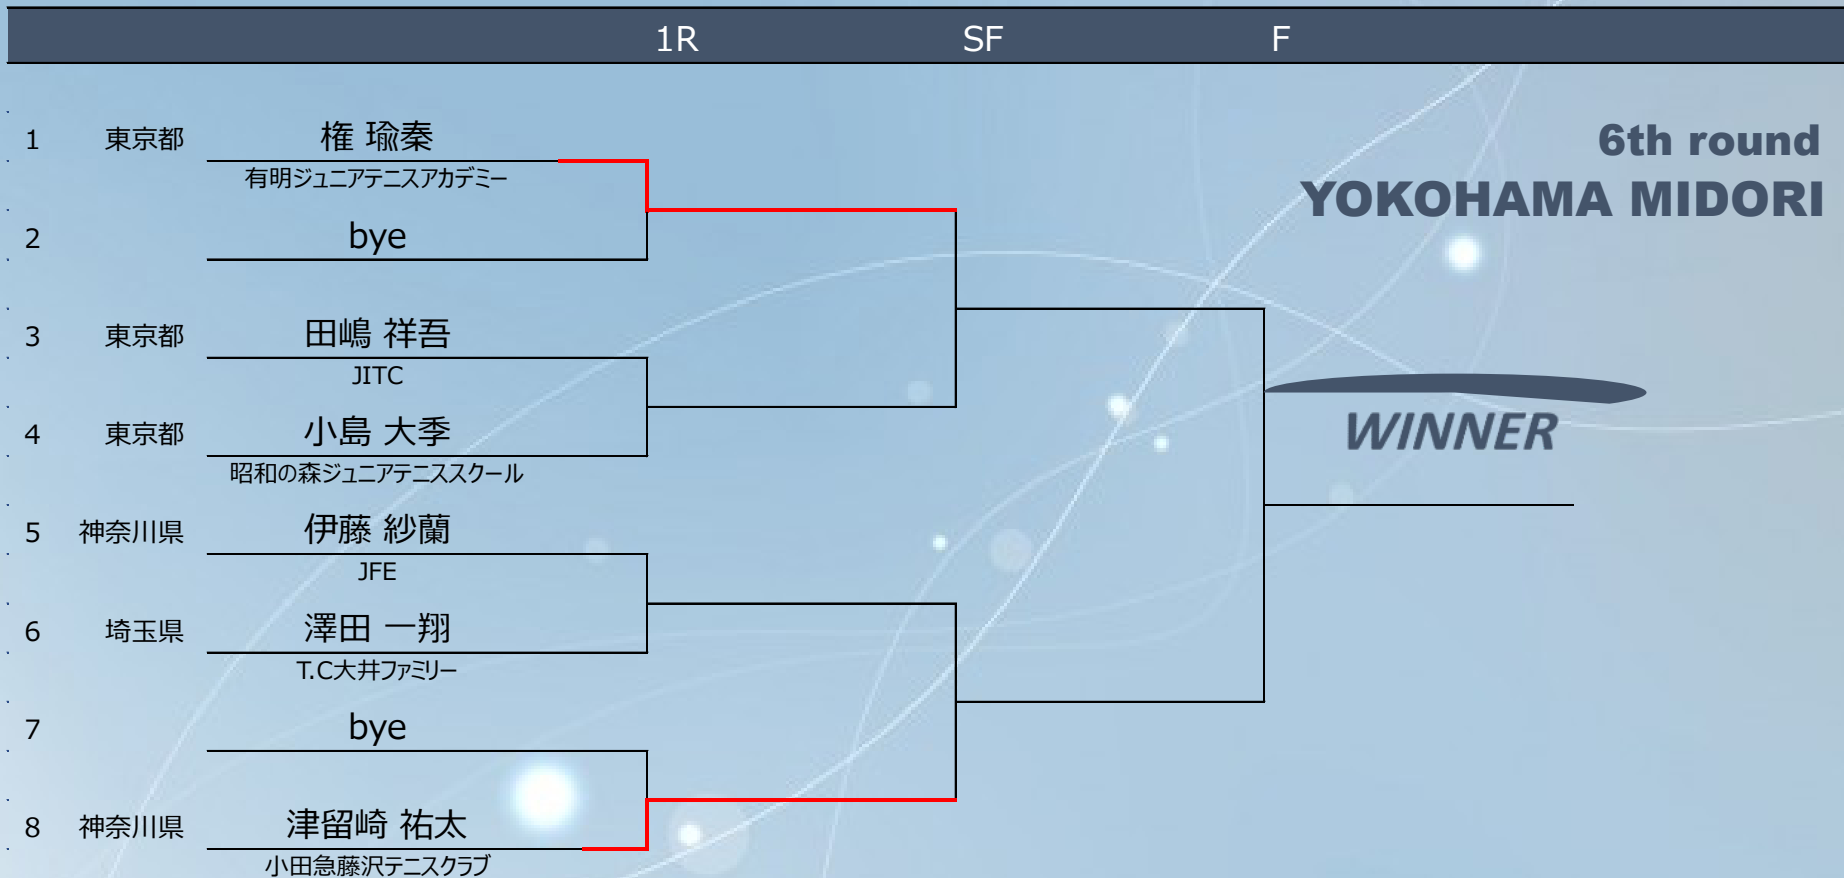 1R SF F
6th round
YOKOHAMA MIDORI
1 東京都 権 瑜秦
有明ジュニアテニスアカデミー
2 bye
3 東京都 田嶋 祥吾
JITC
4 東京都 小島 大季
昭和の森ジュニアテニススクール
WINNER
5 神奈川県 伊藤 紗蘭
JFE
6 埼玉県 澤田 一翔
T.C大井ファミリー
7 bye
8 神奈川県 津留崎 祐太
小田急藤沢テニスクラブ